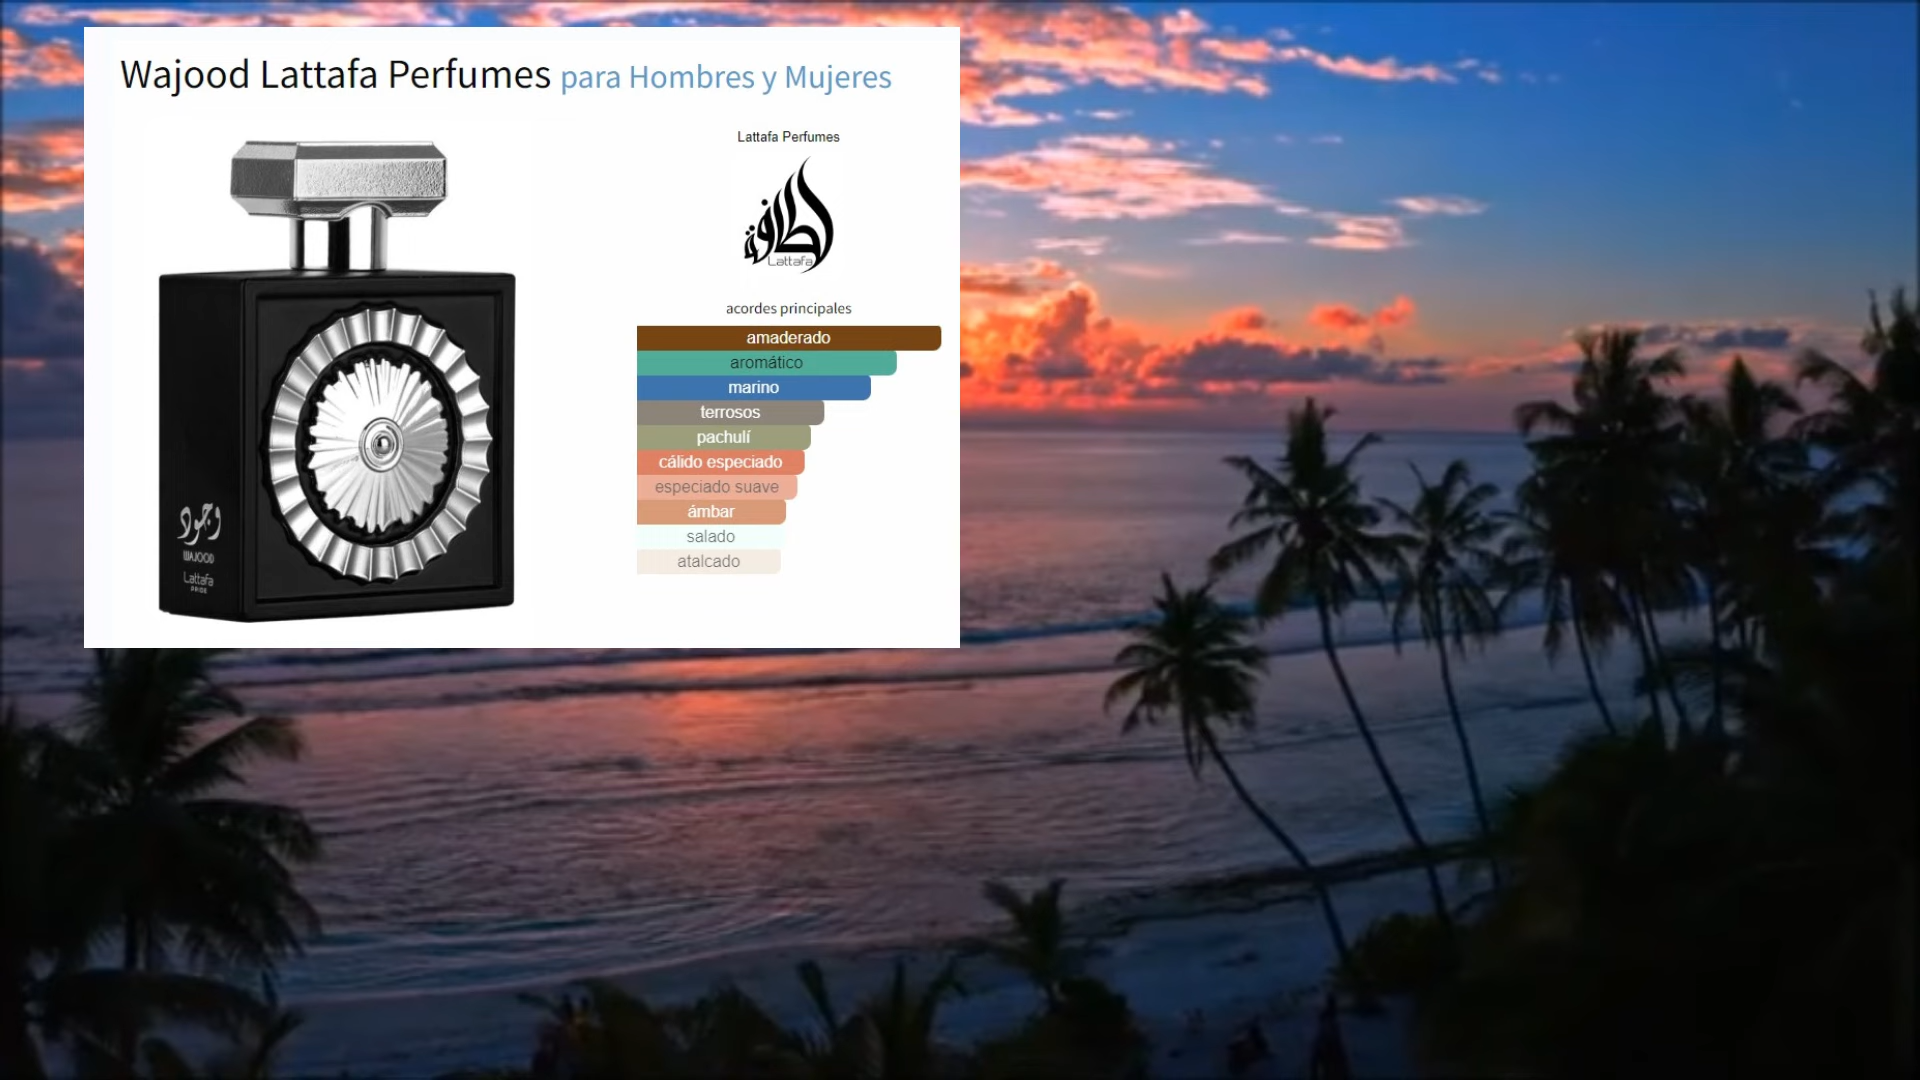 Wajood Lattafa Perfumes para Hombres y Mujeres
Lattafa Perfumes
لطافة
Lattafa
acordes principales
amaderado
aromático
marino
terrosos
pachulí
cálido especiado
especiado suave
ámbar
salado
atalcado
وجود
WAJOOD
Lattafa
PRIDE